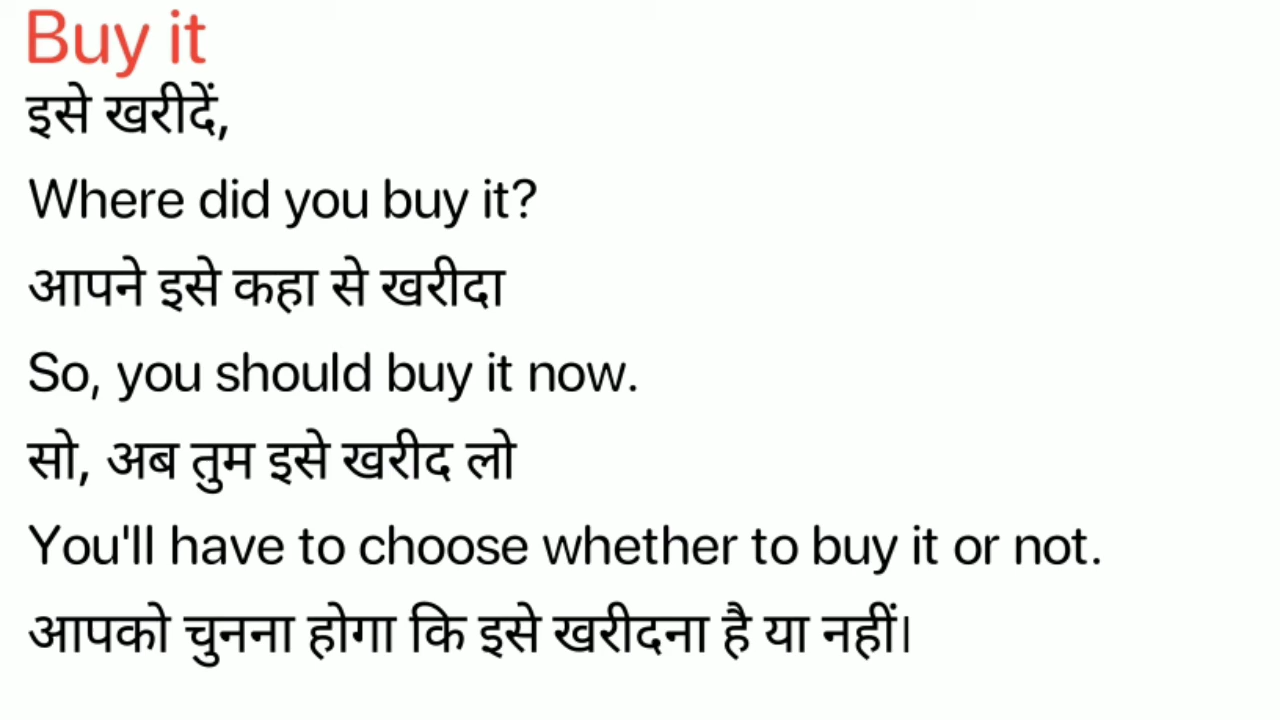 Buy it
इसे खरीदें,
Where did you buy it?
आपने इसे कहा से खरीदा
So, you should buy it now.
सो, अब तुम इसे खरीद लो
You'll have to choose whether to buy it or not.
आपको चुनना होगा कि इसे खरीदना है या नहीं।